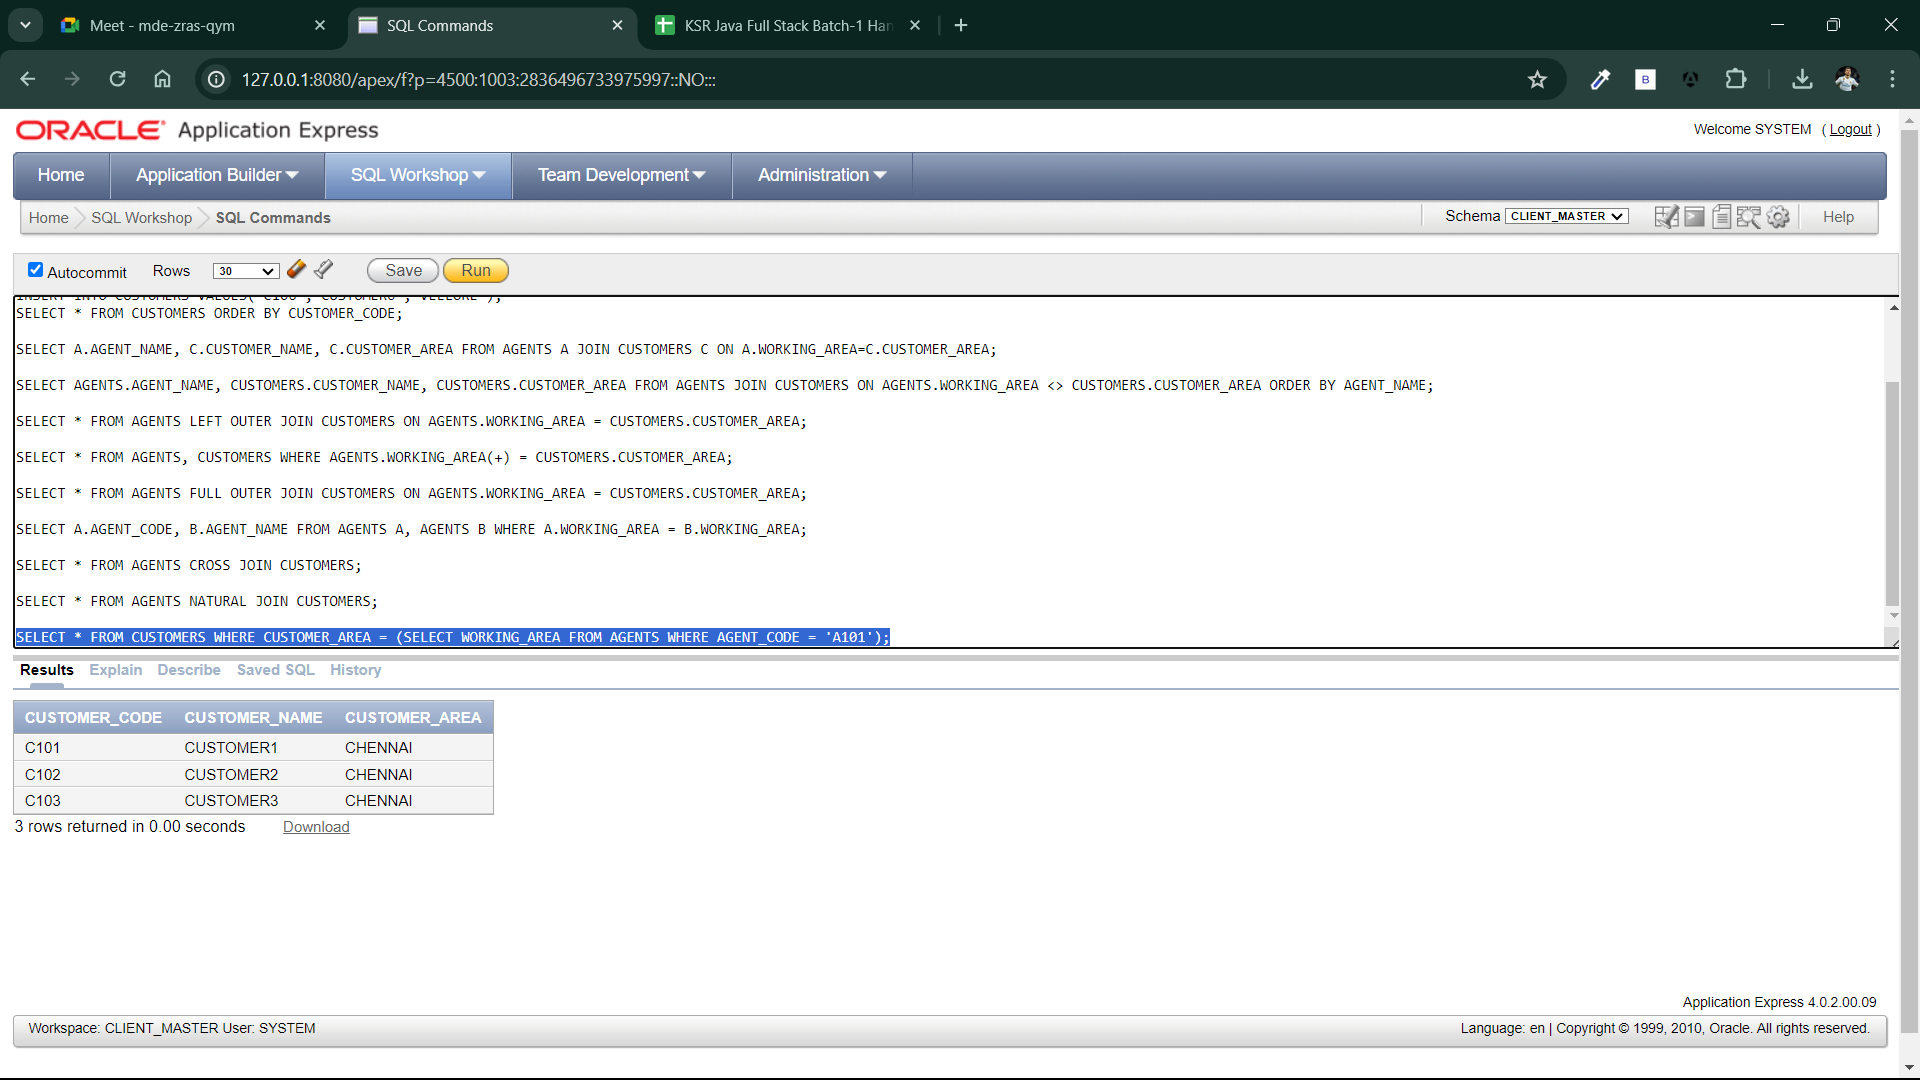 Meet - mde-zras-qym
SQL Commands
KSR Java Full Stack Batch-1 Han
127.0.0.1:8080/apex/f?p=4500:1003:2836496733975997::NO:::
B
ORACLE Application Express
Welcome SYSTEM ( Logout )
Home
Application Builder
SQL Workshop
Team Development
Administration
Home
SQL Workshop
SQL Commands
Schema CLIENT_MASTER
Help
Autocommit
Rows 30
Save
Run
INSERT INTO CUSTOMERS VALUES('C106','CUSTOMER6','VELLORE');
SELECT * FROM CUSTOMERS ORDER BY CUSTOMER_CODE;
SELECT A.AGENT_NAME, C.CUSTOMER_NAME, C.CUSTOMER_AREA FROM AGENTS A JOIN CUSTOMERS C ON A.WORKING_AREA=C.CUSTOMER_AREA;
SELECT AGENTS.AGENT_NAME, CUSTOMERS.CUSTOMER_NAME, CUSTOMERS.CUSTOMER_AREA FROM AGENTS JOIN CUSTOMERS ON AGENTS.WORKING_AREA <> CUSTOMERS.CUSTOMER_AREA ORDER BY AGENT_NAME;
SELECT * FROM AGENTS LEFT OUTER JOIN CUSTOMERS ON AGENTS.WORKING_AREA = CUSTOMERS.CUSTOMER_AREA;
SELECT * FROM AGENTS, CUSTOMERS WHERE AGENTS.WORKING_AREA(+) = CUSTOMERS.CUSTOMER_AREA;
SELECT * FROM AGENTS FULL OUTER JOIN CUSTOMERS ON AGENTS.WORKING_AREA = CUSTOMERS.CUSTOMER_AREA;
SELECT A.AGENT_CODE, B.AGENT_NAME FROM AGENTS A, AGENTS B WHERE A.WORKING_AREA = B.WORKING_AREA;
SELECT * FROM AGENTS CROSS JOIN CUSTOMERS;
SELECT * FROM AGENTS NATURAL JOIN CUSTOMERS;
SELECT * FROM CUSTOMERS WHERE CUSTOMER_AREA = (SELECT WORKING_AREA FROM AGENTS WHERE AGENT_CODE = 'A101');
Results
Explain
Describe
Saved SQL
History
CUSTOMER_CODE CUSTOMER_NAME CUSTOMER_AREA
C101 CUSTOMER1 CHENNAI
C102 CUSTOMER2 CHENNAI
C103 CUSTOMER3 CHENNAI
3 rows returned in 0.00 seconds
Download
Application Express 4.0.2.00.09
Workspace: CLIENT_MASTER User: SYSTEM
Language: en | Copyright © 1999, 2010, Oracle. All rights reserved.